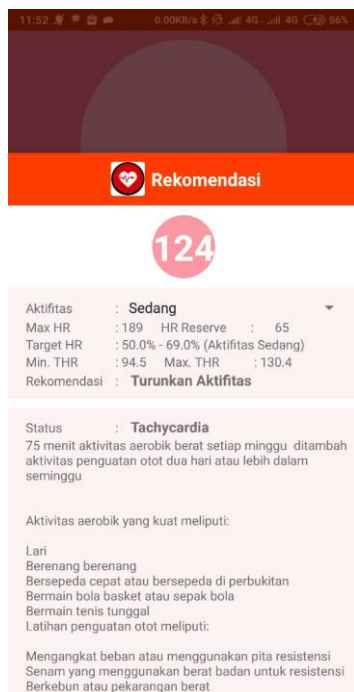 11:52 0.00KB/s 4G 4G 56%
Rekomendasi
124
Aktifitas : Sedang
Max HR : 189 HR Reserve : 65
Target HR : 50.0% - 69.0% (Aktifitas Sedang)
Min. THR : 94.5 Max. THR : 130.4
Rekomendasi : Turunkan Aktifitas
Status : Tachycardia
75 menit aktivitas aerobik berat setiap minggu ditambah
aktivitas penguatan otot dua hari atau lebih dalam
seminggu
Aktivitas aerobik yang kuat meliputi:
Lari
Berenang berenang
Bersepeda cepat atau bersepeda di perbukitan
Bermain bola basket atau sepak bola
Bermain tenis tunggal
Latihan penguatan otot meliputi:
Mengangkat beban atau menggunakan pita resistensi
Senam yang menggunakan berat badan untuk resistensi
Berkebun atau pekarangan berat